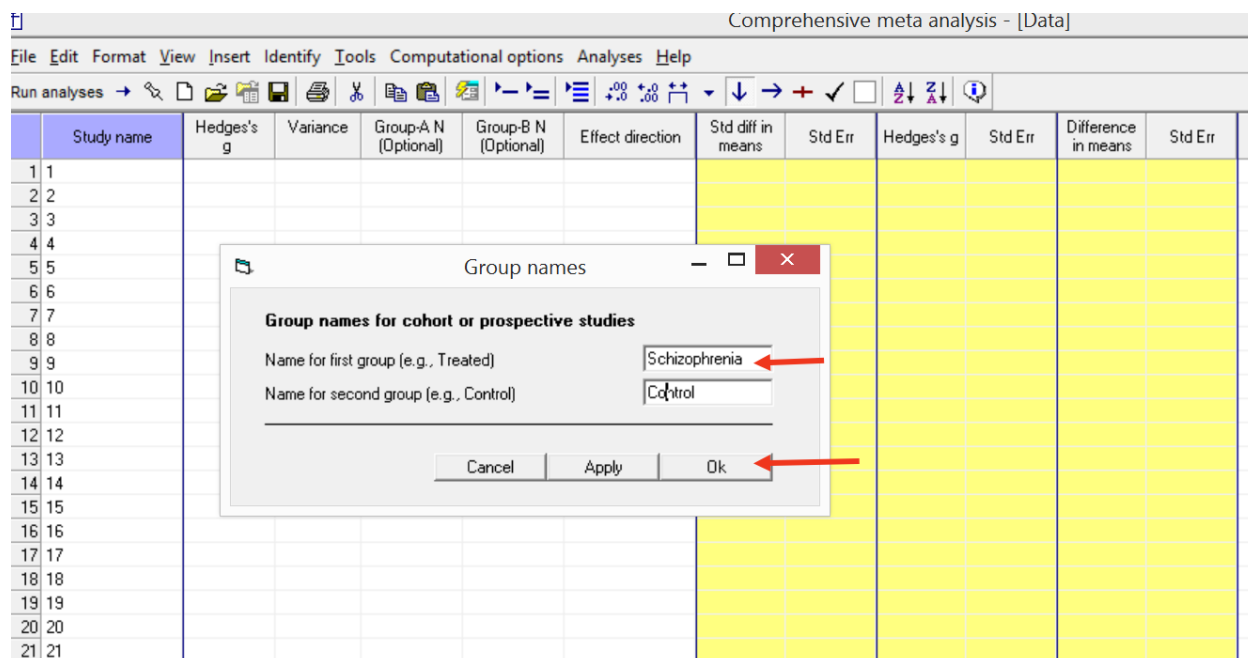 Comprehensive meta analysis - [Data]
File Edit Format View Insert Identify Tools Computational options Analyses Help
Run analyses
Study name Hedges's g Variance Group-A N (Optional) Group-B N (Optional) Effect direction Std diff in means Std Err Hedges's g Std Err Difference in means Std Err
1 1
2 2
3 3
4 4
5 5
6 6
7 7
8 8
9 9
10 10
11 11
12 12
13 13
14 14
15 15
16 16
17 17
18 18
19 19
20 20
21 21
Group names
Group names for cohort or prospective studies
Name for first group (e.g., Treated) Schizophrenia
Name for second group (e.g., Control) Control
Cancel Apply Ok